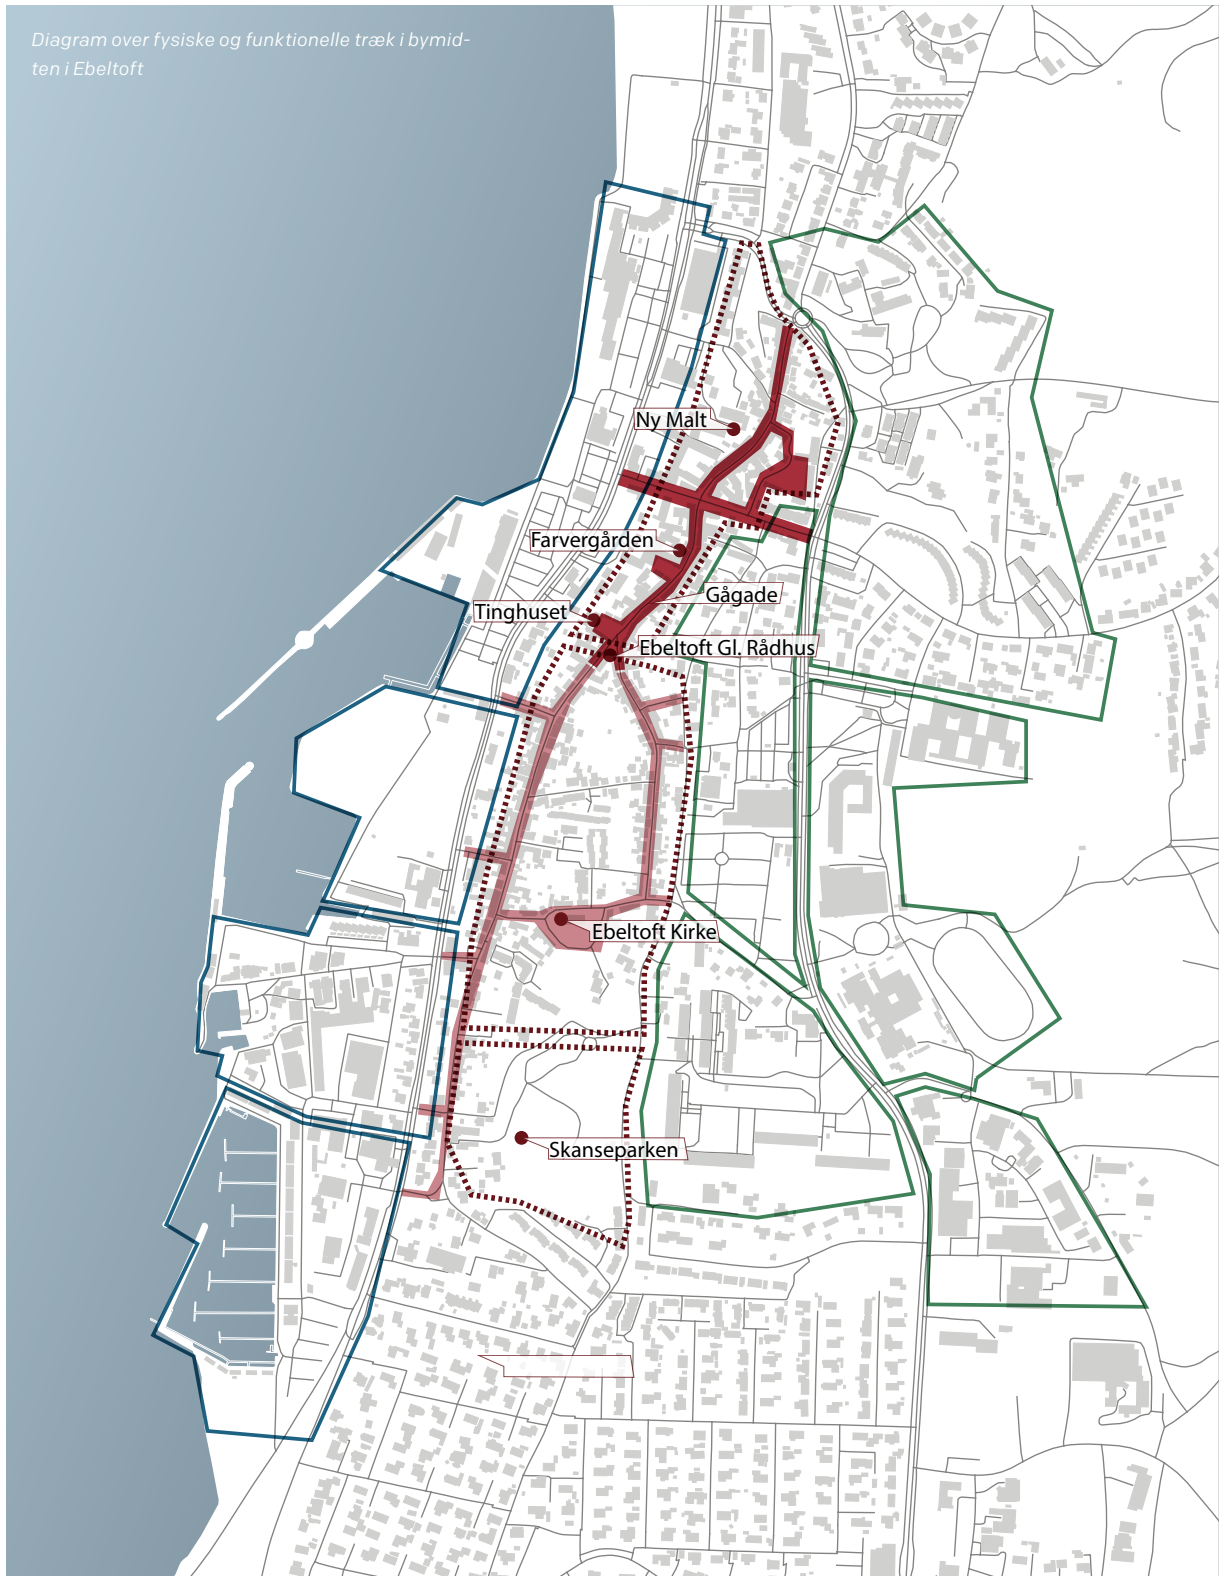 Diagram over fysiske og funktionelle træk i bymid-
ten i Ebeltoft
Ny Malt
Farvergården
Gågade
Tinghuset
Ebeltoft Gl. Rådhus
Ebeltoft Kirke
Skanseparken